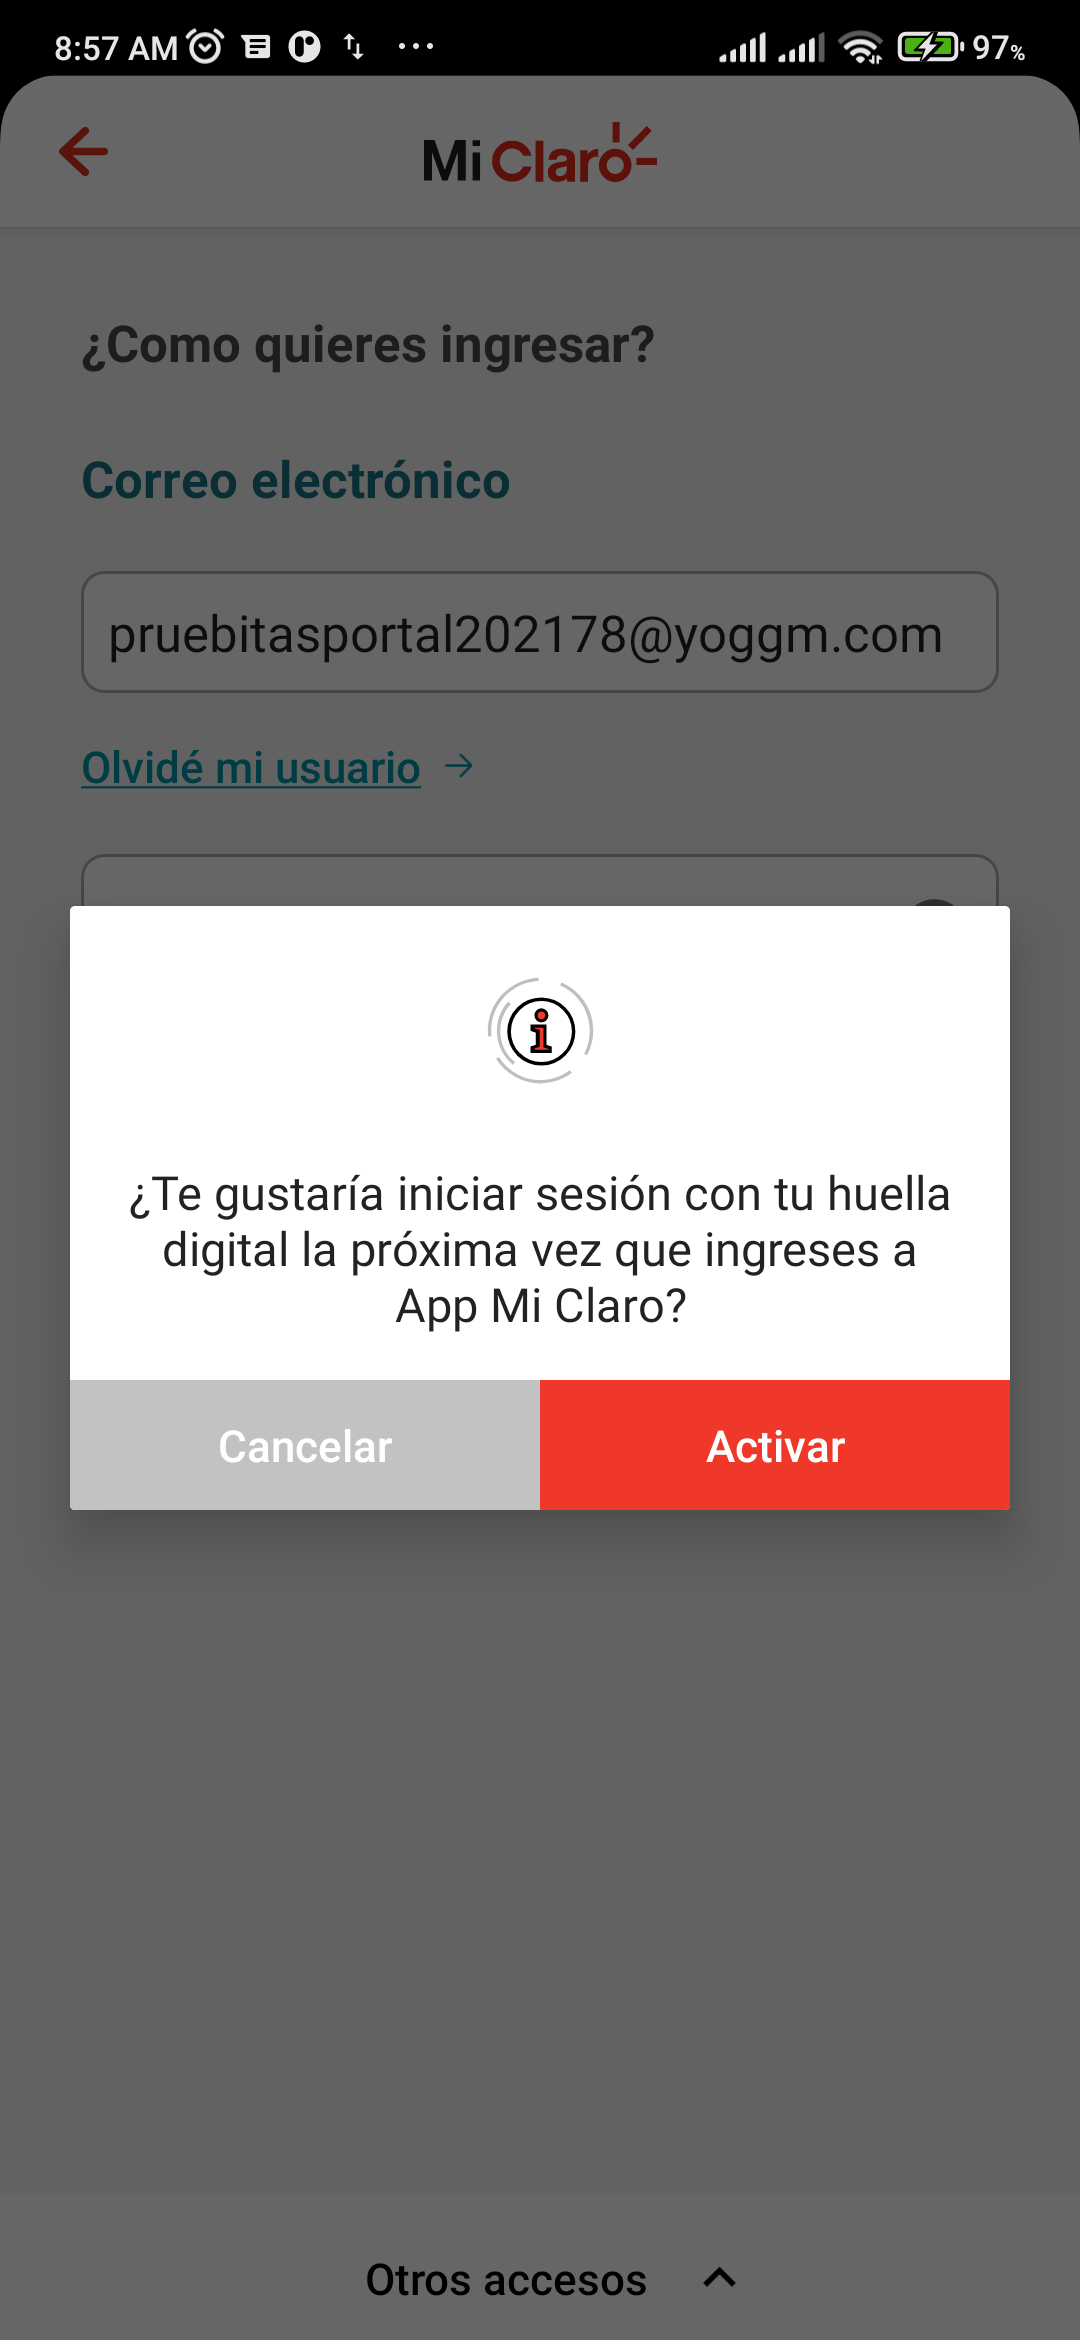 8:57 AM
97%
Mi Claro
¿Como quieres ingresar?
Correo electrónico
pruebitasportal202178@yoggm.com
Olvidé mi usuario
¿Te gustaría iniciar sesión con tu huella
digital la próxima vez que ingreses a
App Mi Claro?
Cancelar
Activar
Otros accesos